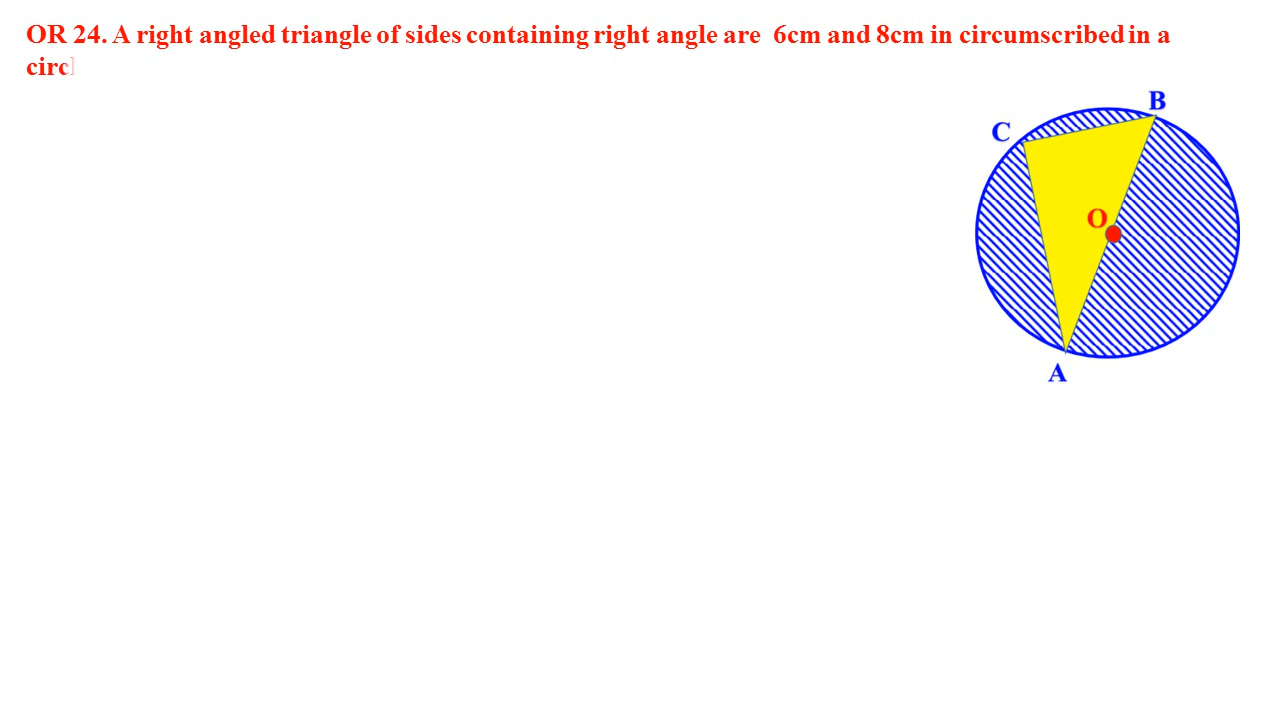 OR 24. A right angled triangle of sides containing right angle are 6cm and 8cm in circumscribed in a
circ
B
C
O
A